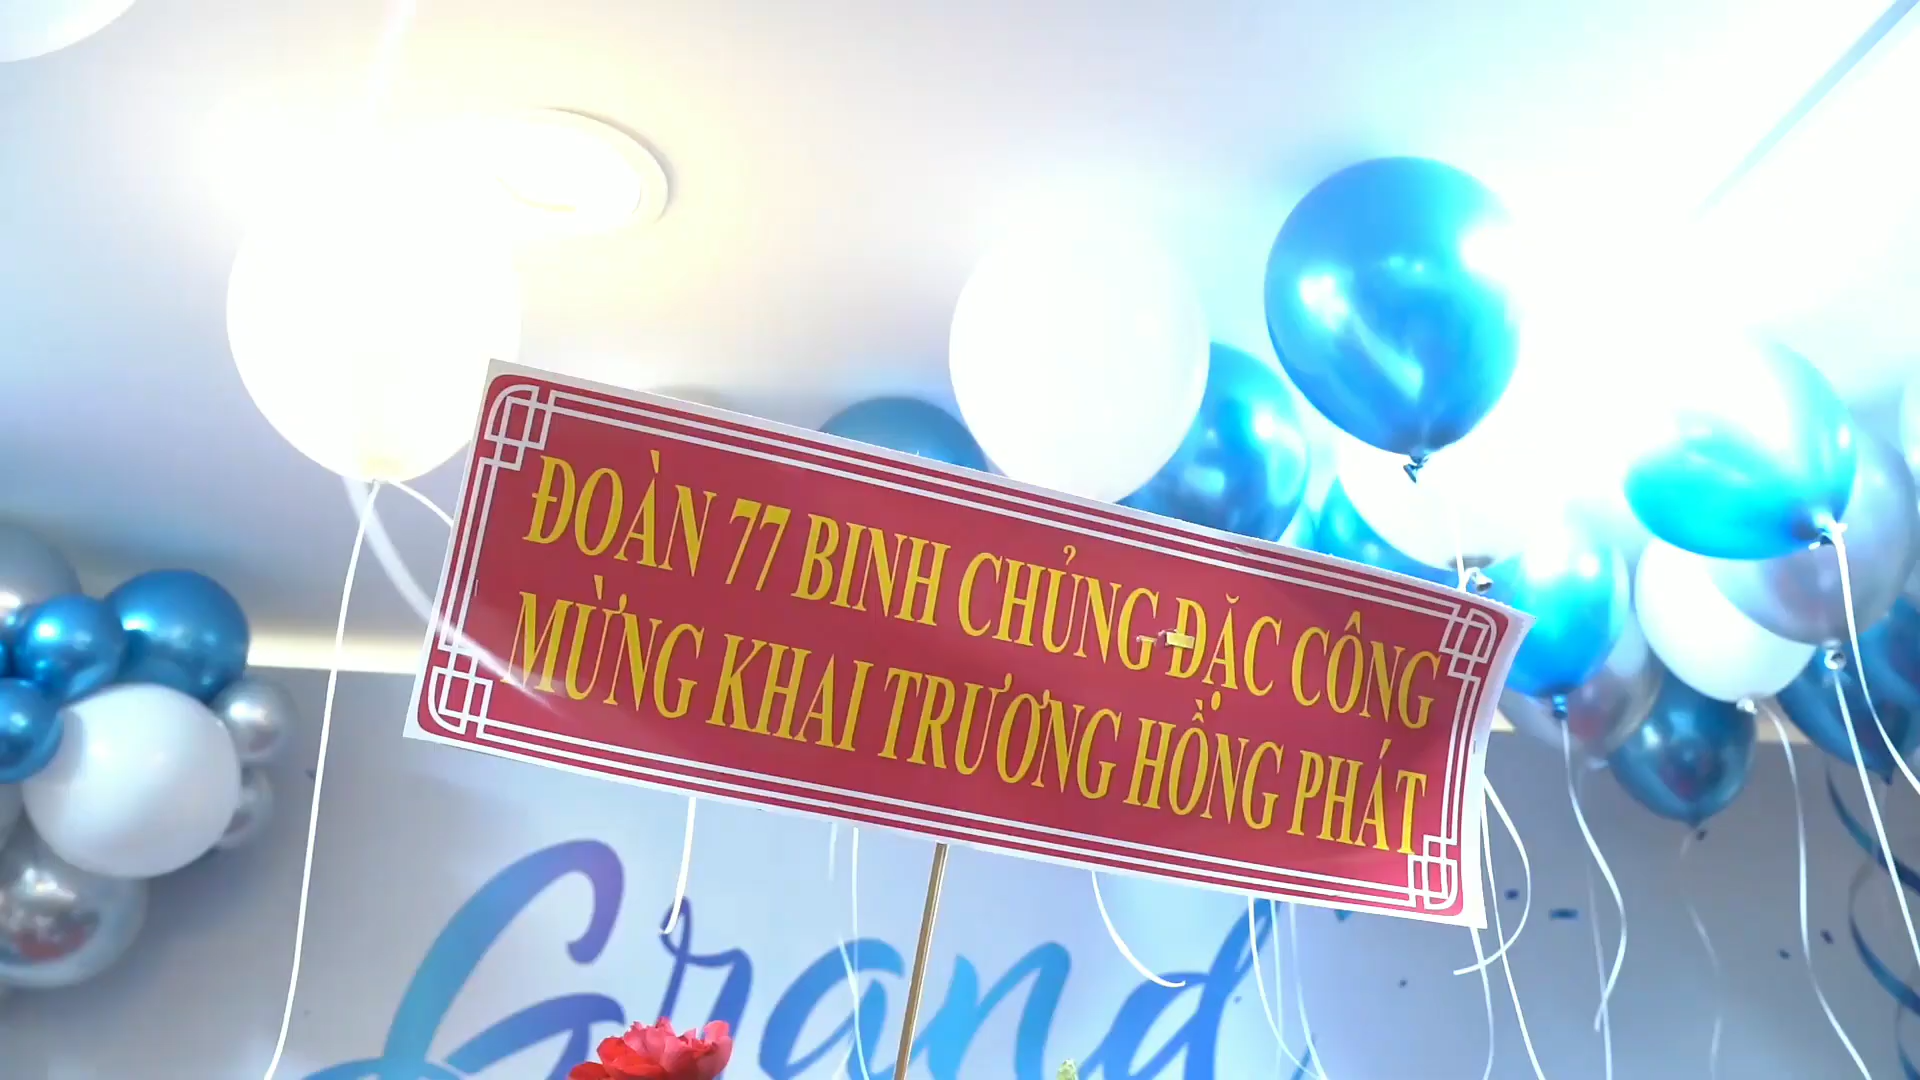 ĐOÀN 77 BINH CHỦNG ĐẶC CÔNG
MỪNG KHAI TRƯƠNG HỒNG PHÁT
Grand